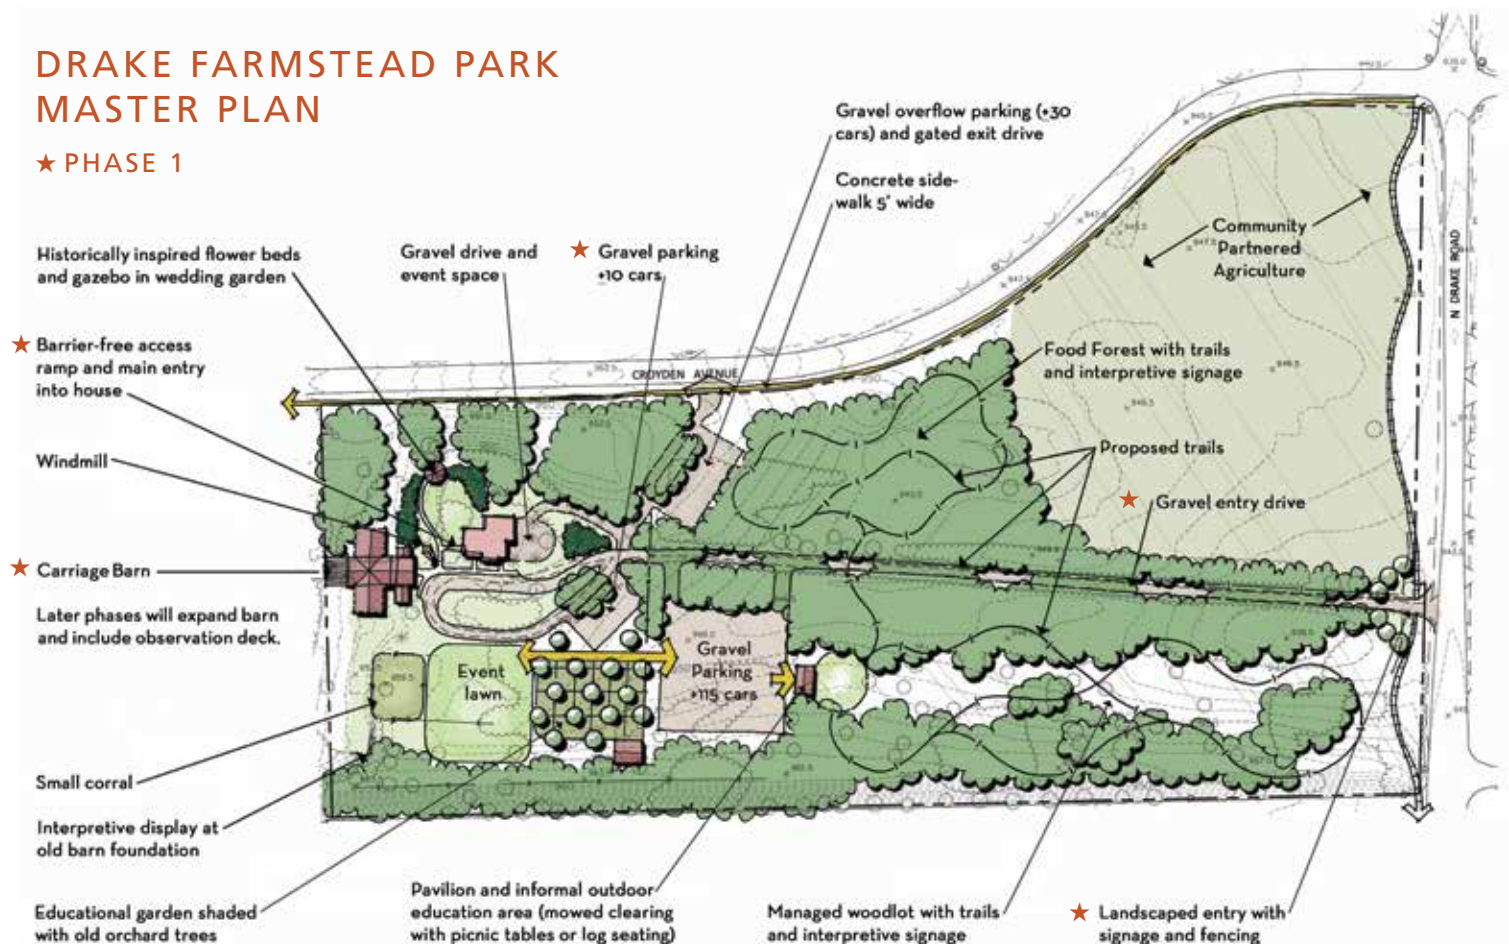 DRAKE FARMSTEAD PARK
MASTER PLAN
★ PHASE 1
Gravel overflow parking (+30
cars) and gated exit drive
Concrete side-
walk 5' wide
Historically inspired flower beds
and gazebo in wedding garden
Gravel drive and
event space
★ Gravel parking
+10 cars
Community
Partnered
Agriculture
N DRAKE ROAD
★ Barrier-free access
ramp and main entry
into house
CROYDEN AVENUE
Food Forest with trails
and interpretive signage
Windmill
Proposed trails
★ Gravel entry drive
★ Carriage Barn
Later phases will expand barn
and include observation deck.
Event
lawn
Gravel
Parking
+115 cars
Small corral
Interpretive display at
old barn foundation
Educational garden shaded
with old orchard trees
Pavilion and informal outdoor
education area (mowed clearing
with picnic tables or log seating)
Managed woodlot with trails
and interpretive signage
★ Landscaped entry with
signage and fencing